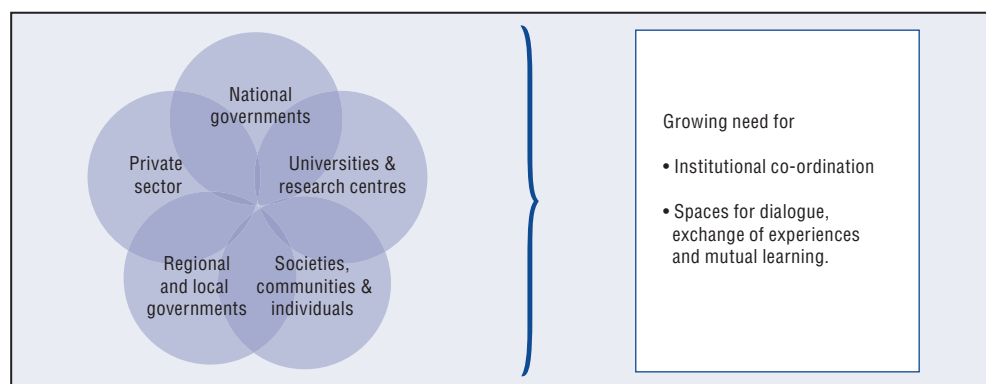 National
governments
Private
sector
Universities &
research centres
Regional
and local
governments
Societies,
communities &
individuals
Growing need for
• Institutional co-ordination
• Spaces for dialogue,
exchange of experiences
and mutual learning.